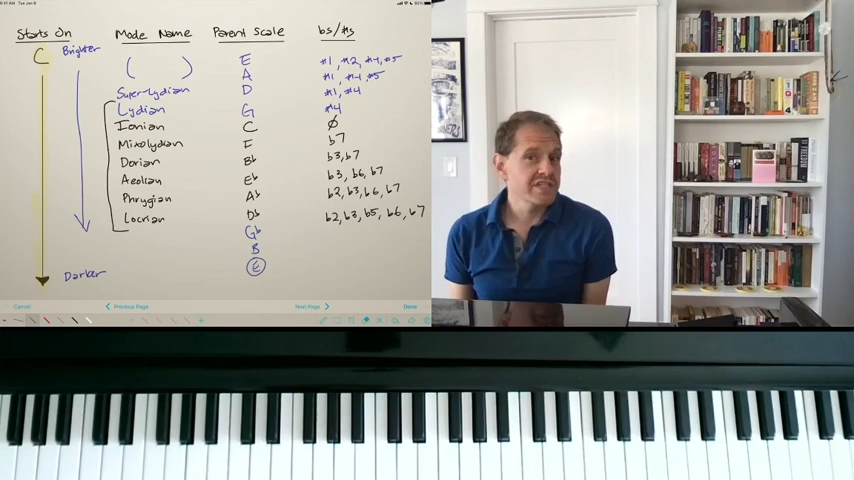 Starts On Mode Name Parent Scale bs/#s
C Brighter
( ) E #1, #2, #4, #5
A #1, #4, #5
Super-Lydian D #1, #4
Lydian G #4
Ionian C ø
Mixolydian F b7
Dorian Bb b3, b7
Aeolian Eb b3, b6, b7
Phrygian Ab b2, b3, b6, b7
Locrian Db b2, b3, b5, b6, b7
Gb
B
Darker E
Cancel Previous Page Next Page Done